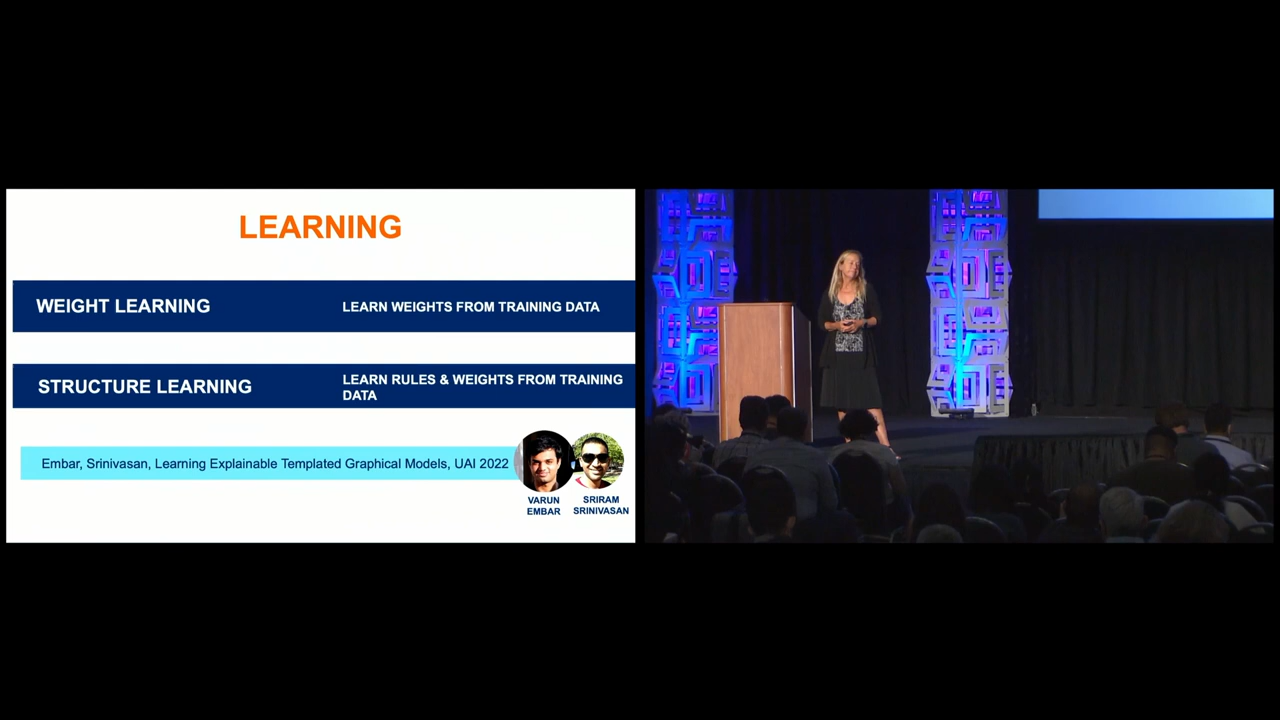 LEARNING
WEIGHT LEARNING
LEARN WEIGHTS FROM TRAINING DATA
STRUCTURE LEARNING
LEARN RULES & WEIGHTS FROM TRAINING
DATA
Embar, Srinivasan, Learning Explainable Templated Graphical Models, UAI 2022
VARUN
EMBAR
SRIRAM
SRINIVASAN